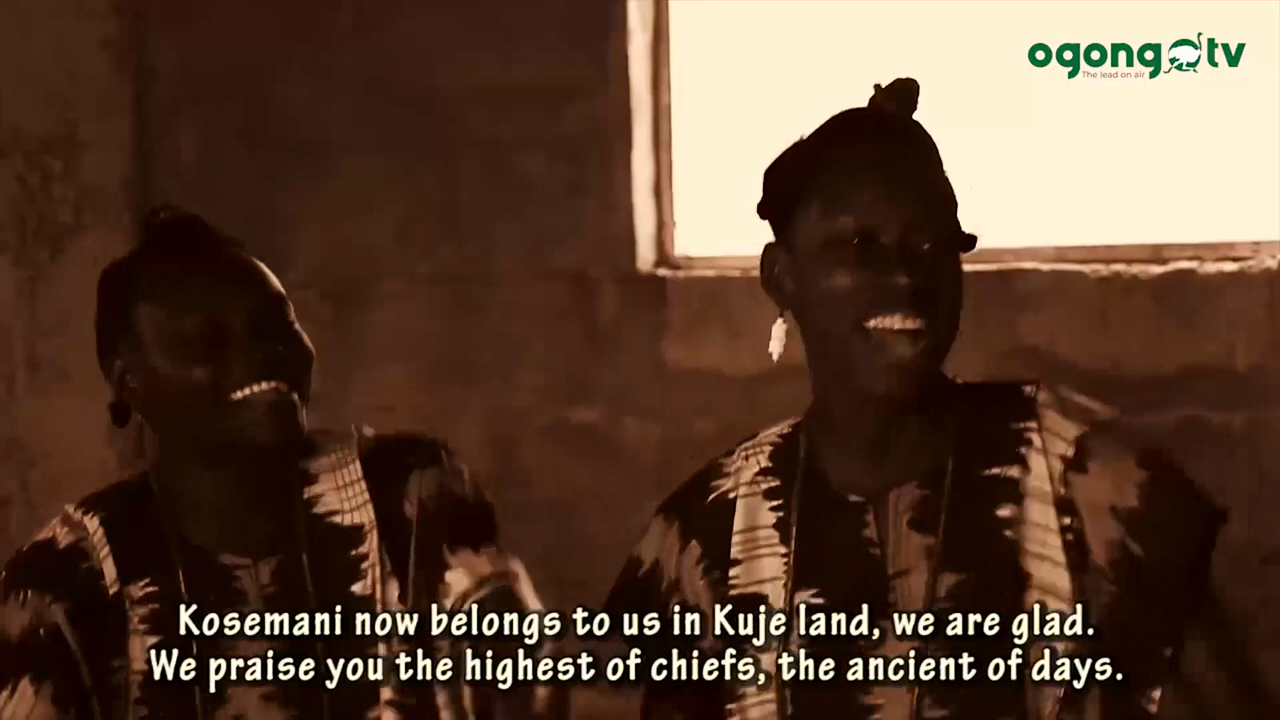 ogongotv
The lead on air
Kosemani now belongs to us in Kuje land, we are glad.
We praise you the highest of chiefs, the ancient of days.